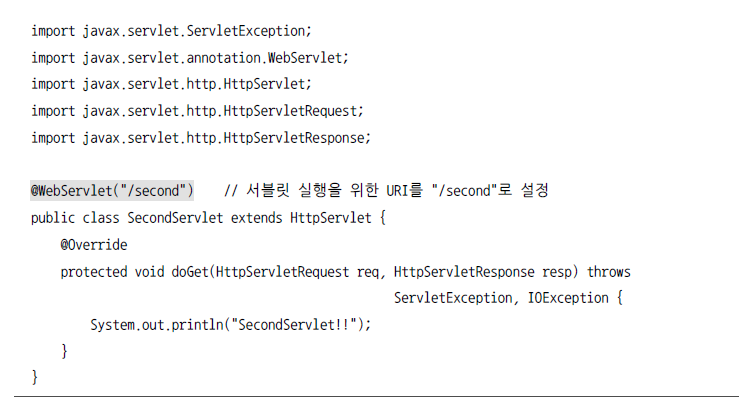 import javax.servlet.ServletException;
import javax.servlet.annotation.WebServlet;
import javax.servlet.http.HttpServlet;
import javax.servlet.http.HttpServletRequest;
import javax.servlet.http.HttpServletResponse;
@WebServlet("/second") // 서블릿 실행을 위한 URI를 "/second"로 설정
public class SecondServlet extends HttpServlet {
@Override
protected void doGet(HttpServletRequest req, HttpServletResponse resp) throws
ServletException, IOException {
System.out.println("SecondServlet!!");
}
}